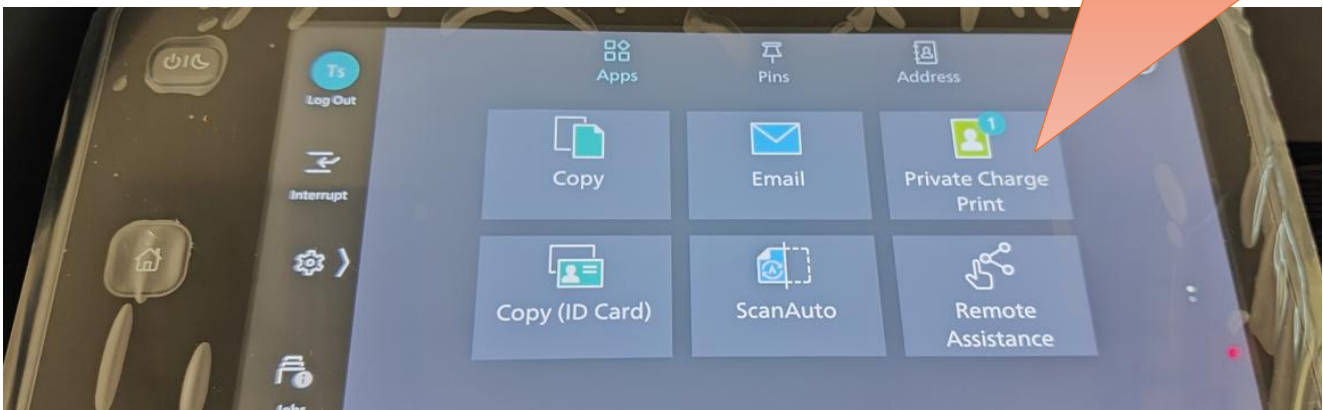 Ts
Log Out
Interrupt
Jobs
Apps
Pins
Address
Copy
Email
1
Private Charge
Print
Copy (ID Card)
ScanAuto
A
Remote
Assistance